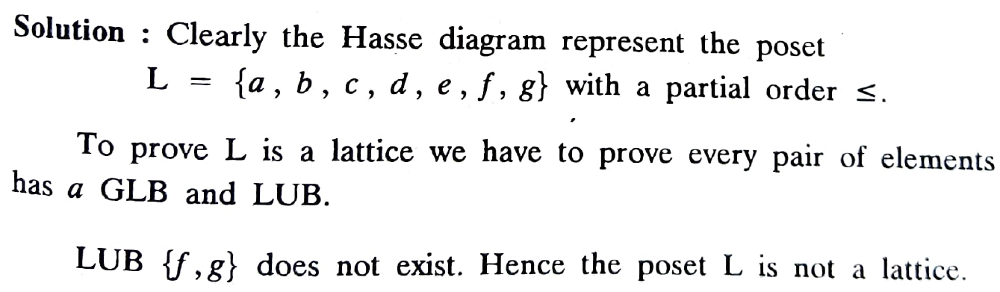 Solution : Clearly the Hasse diagram represent the poset
L = {a , b , c , d , e , f , g} with a partial order ≤.
To prove L is a lattice we have to prove every pair of elements
has a GLB and LUB.
LUB {f ,g} does not exist. Hence the poset L is not a lattice.